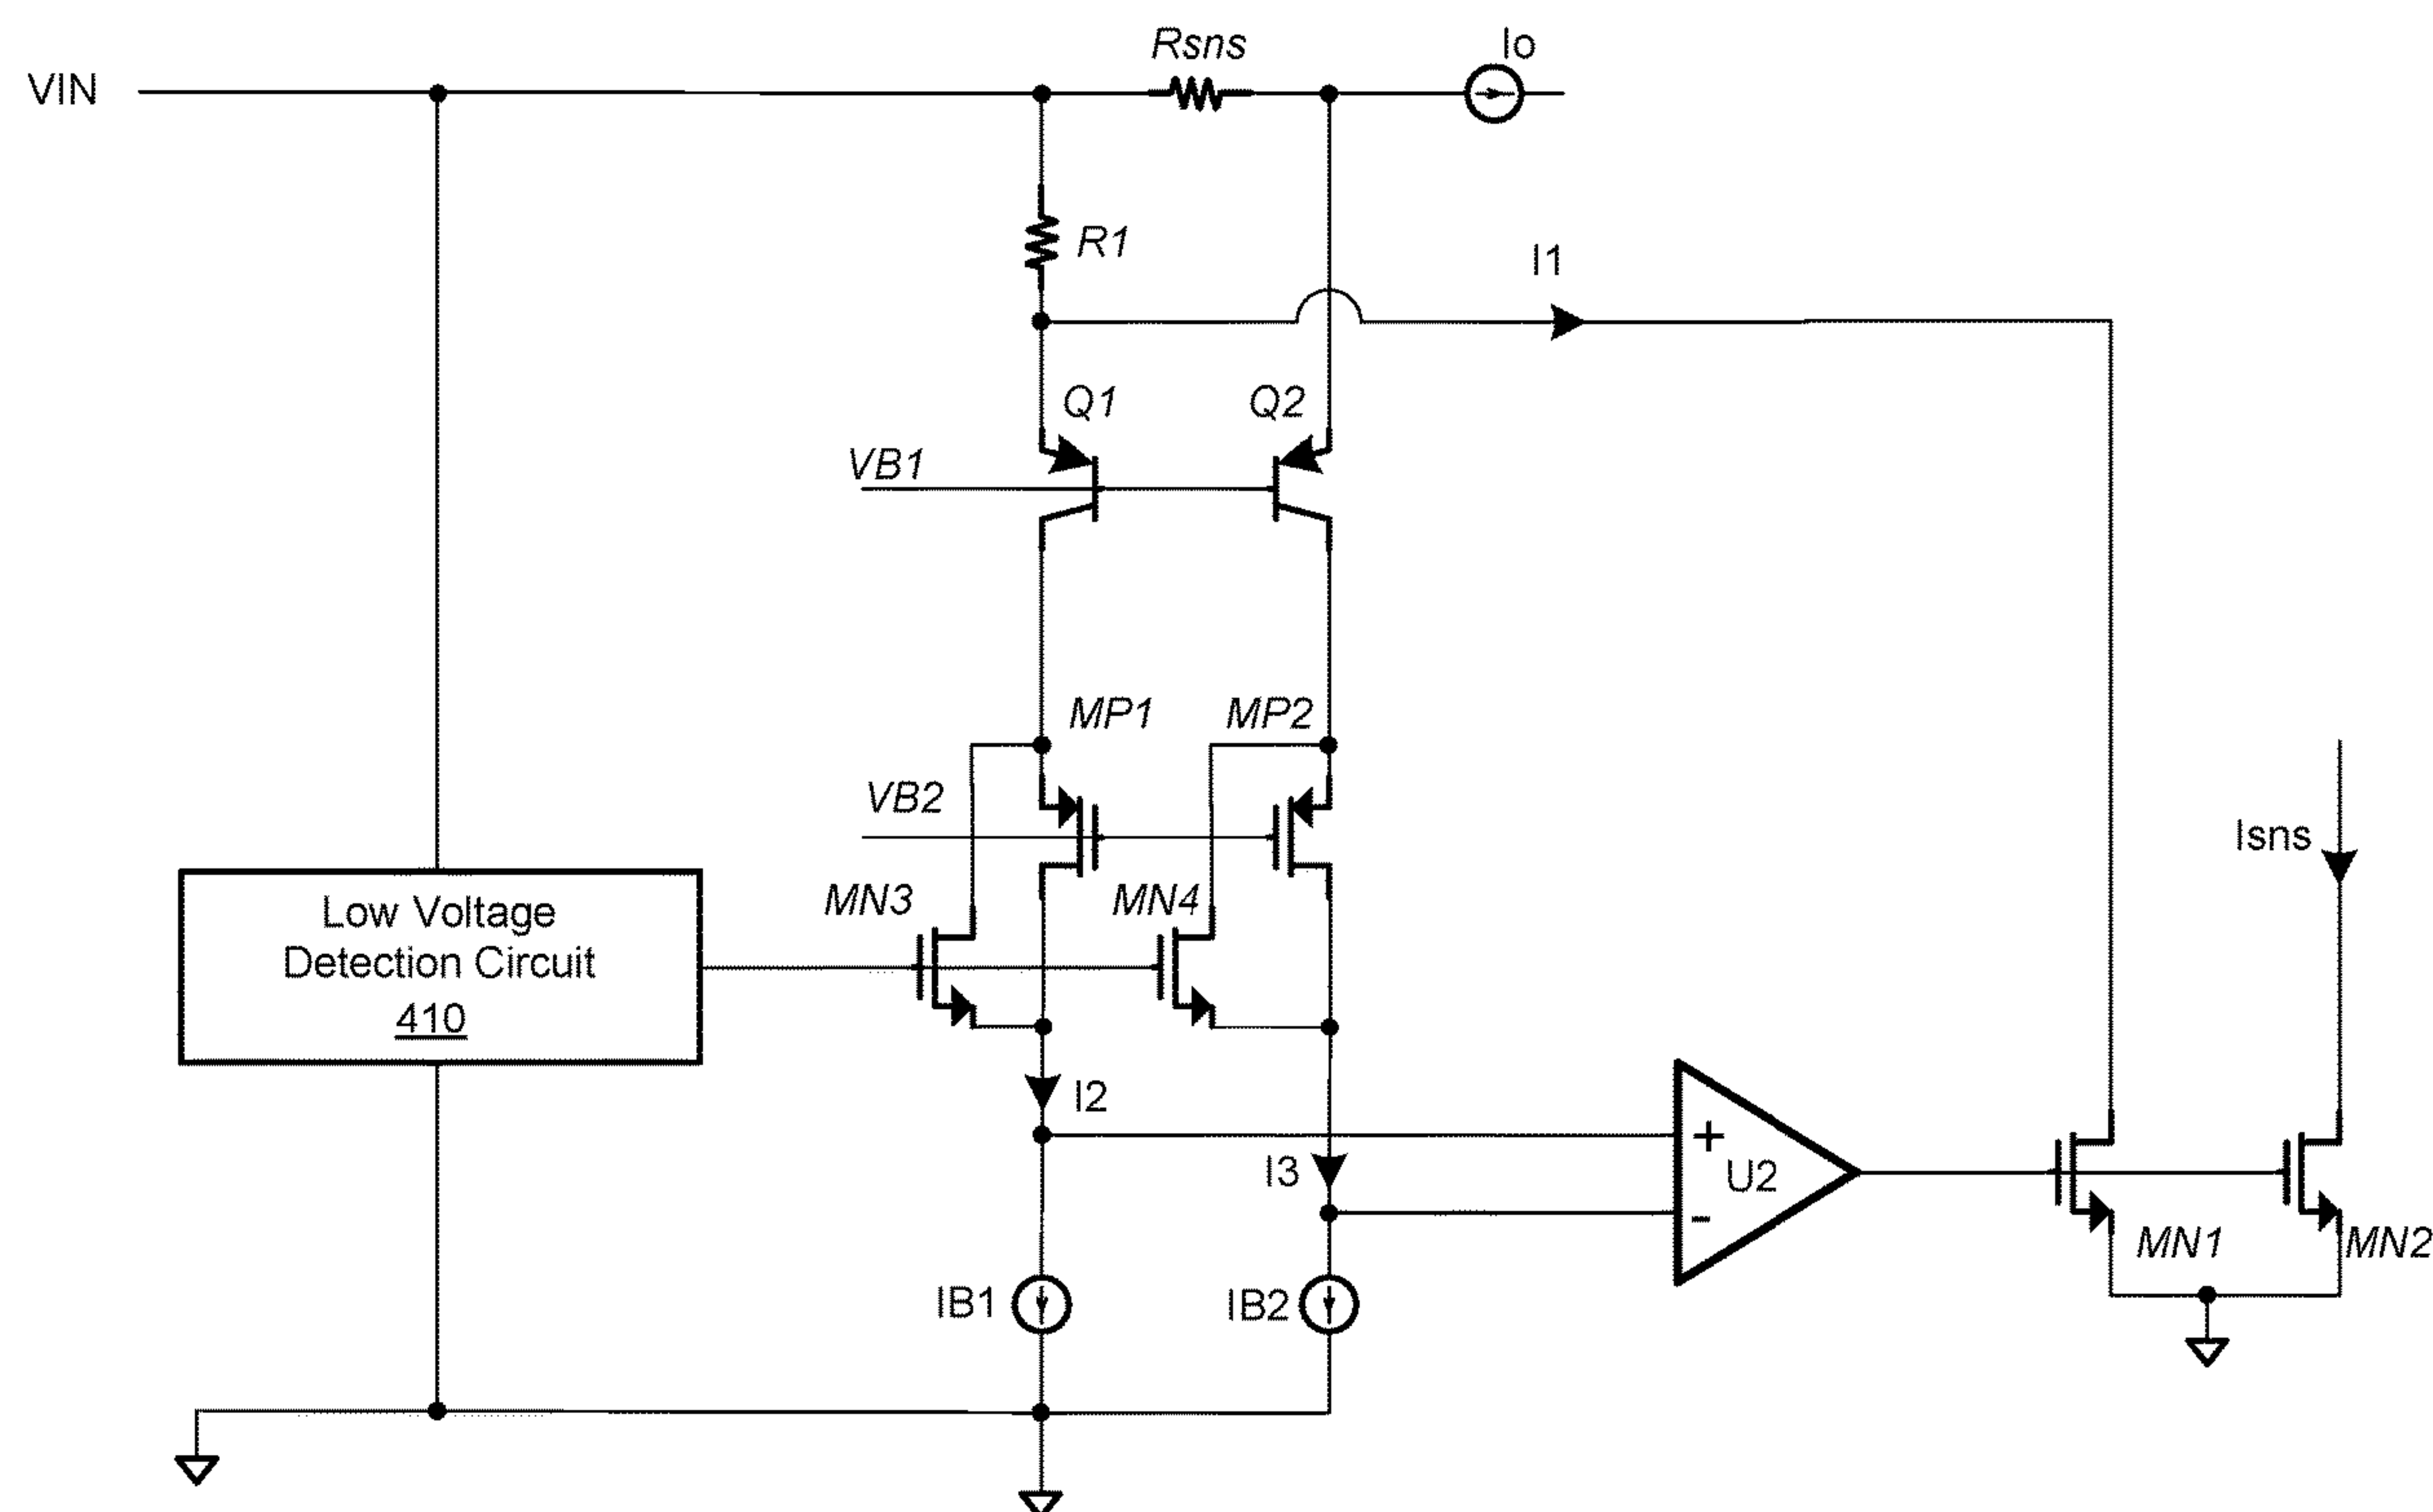 Rsns
Io
VIN
R1
I1
Q1
Q2
VB1
MP1
MP2
VB2
Isns
MN3
MN4
Low Voltage
Detection Circuit
410
I2
+
I3
U2
-
MN1
MN2
IB1
IB2